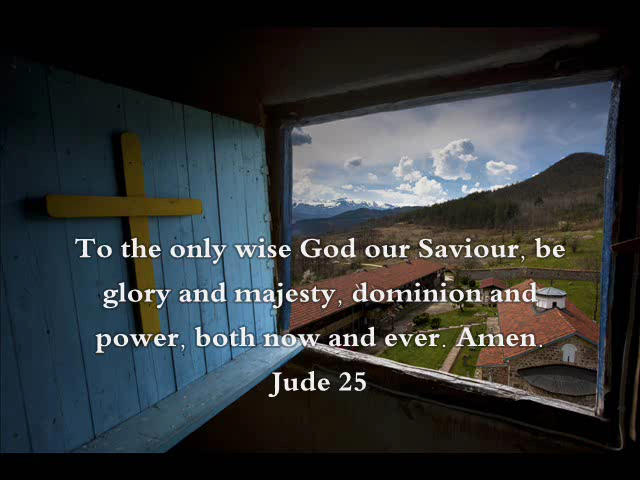 To the only wise God our Saviour, be
glory and majesty, dominion and
power, both now and ever. Amen.
Jude 25